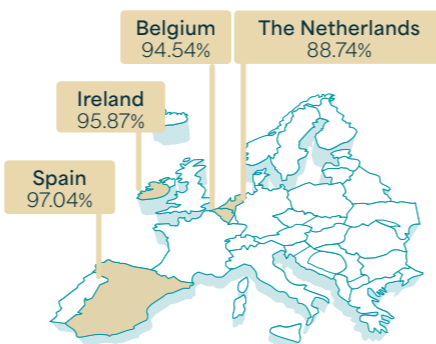 Belgium
94.54%
The Netherlands
88.74%
Ireland
95.87%
Spain
97.04%